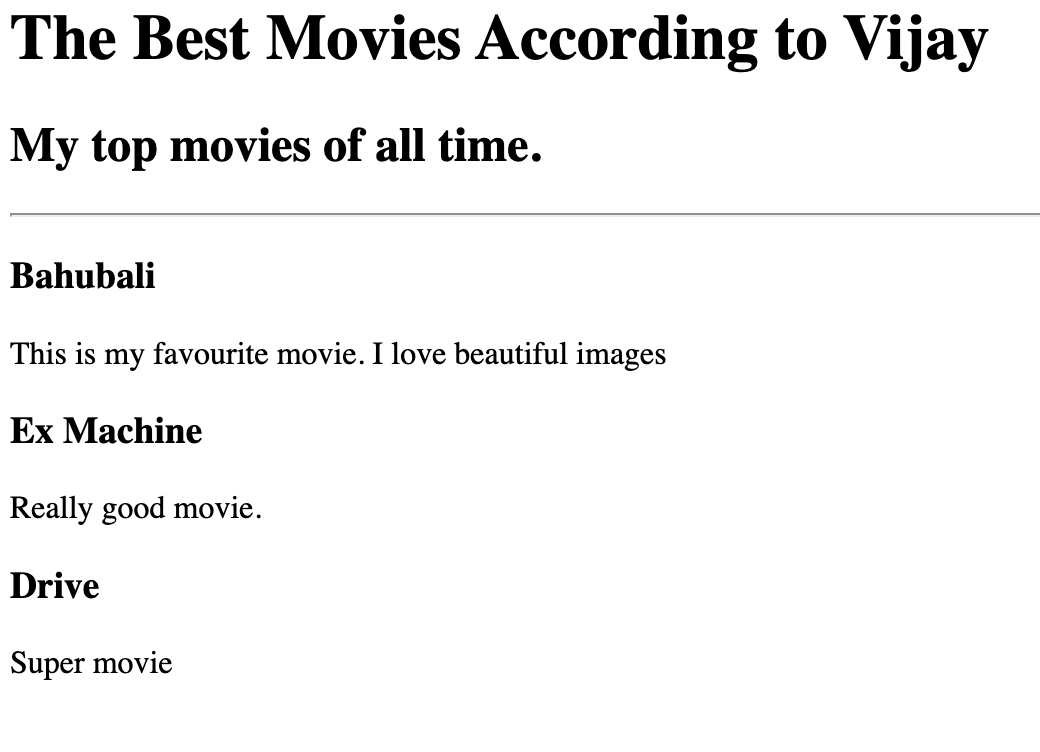 The Best Movies According to Vijay
My top movies of all time.
Bahubali
This is my favourite movie. I love beautiful images
Ex Machine
Really good movie.
Drive
Super movie